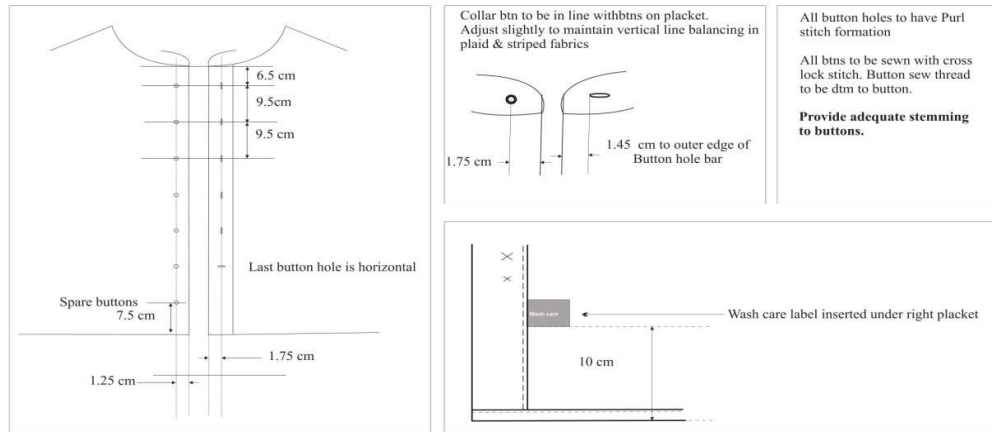 6.5 cm
9.5cm
9.5 cm
Last button hole is horizontal
Spare buttons
7.5 cm
1.75 cm
1.25 cm
Collar btn to be in line withbtns on placket.
Adjust slightly to maintain vertical line balancing in
plaid & striped fabrics
1.45 cm to outer edge of
Button hole bar
1.75 cm
All button holes to have Purl
stitch formation
All btns to be sewn with cross
lock stitch. Button sew thread
to be dtm to button.
Provide adequate stemming
to buttons.
Wash care
Wash care label inserted under right placket
10 cm